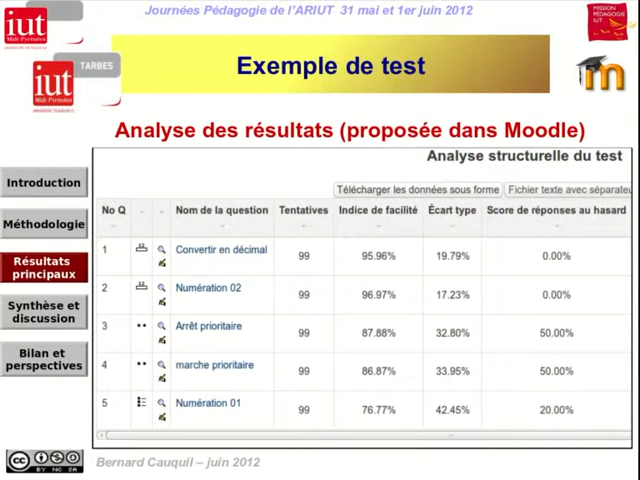 Journées Pédagogie de l'ARIUT 31 mai et 1er juin 2012
iut
Midi-Pyrénées
MISSION
PÉDAGOGIE
IUT
TARBES
iut
Midi-Pyrénées
Exemple de test
m
Analyse des résultats (proposée dans Moodle)
Analyse structurelle du test
Télécharger les données sous forme
Fichier texte avec séparateu
No Q Nom de la question Tentatives Indice de facilité Écart type Score de réponses au hasard
1 Convertir en décimal 99 95.96% 19.79% 0.00%
2 Numération 02 99 96.97% 17.23% 0.00%
3 Arrêt prioritaire 99 87.88% 32.80% 50.00%
4 marche prioritaire 99 86.87% 33.95% 50.00%
5 Numération 01 99 76.77% 42.45% 20.00%
Introduction
Méthodologie
Résultats
principaux
Synthèse et
discussion
Bilan et
perspectives
cc
BY NC SA
Bernard Cauquil – juin 2012